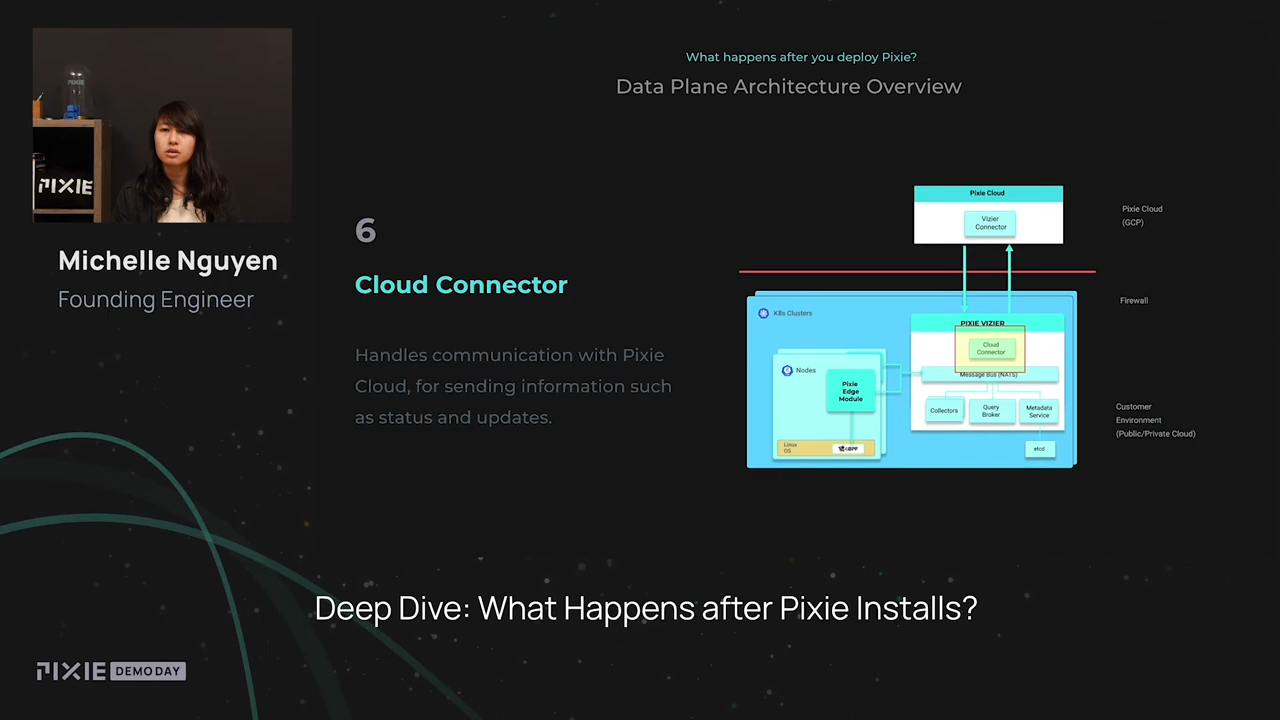 PIXIE
PIXIE
Michelle Nguyen
Founding Engineer
What happens after you deploy Pixie?
Data Plane Architecture Overview
6
Cloud Connector
Handles communication with Pixie
Cloud, for sending information such
as status and updates.
Pixie Cloud
Vizier
Connector
Pixie Cloud
(GCP)
Firewall
K8s Clusters
PIXIE VIZIER
Cloud
Connector
Message Bus (NATS)
Nodes
Pixie
Edge
Module
Collectors
Query
Broker
Metadata
Service
Customer
Environment
(Public/Private Cloud)
Linux
OS
eBPF
etcd
Deep Dive: What Happens after Pixie Installs?
PIXIE DEMO DAY